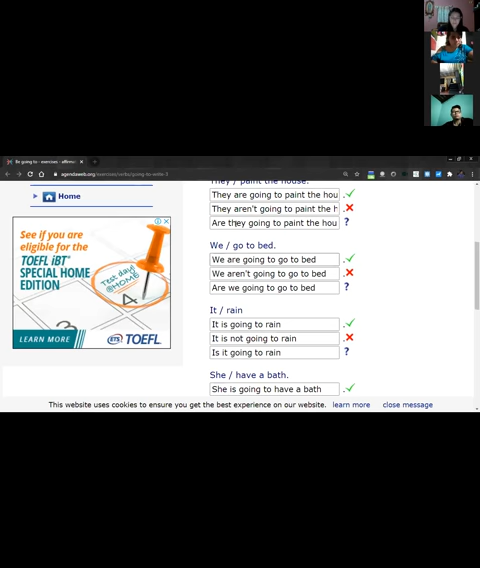 Be going to - exercises - affirmat
agendaweb.org/exercises/verbs/going-to-write-3
Home
See if you are
eligible for the
TOEFL iBT®
SPECIAL HOME
EDITION
Test day!
@HOME
4
3
LEARN MORE
ETS TOEFL
They / paint the house.
They are going to paint the hou
They aren't going to paint the h
Are they going to paint the hou ?
We / go to bed.
We are going to go to bed
We aren't going to go to bed
Are we going to go to bed ?
It / rain
It is going to rain
It is not going to rain
Is it going to rain ?
She / have a bath.
She is going to have a bath
This website uses cookies to ensure you get the best experience on our website. learn more close message